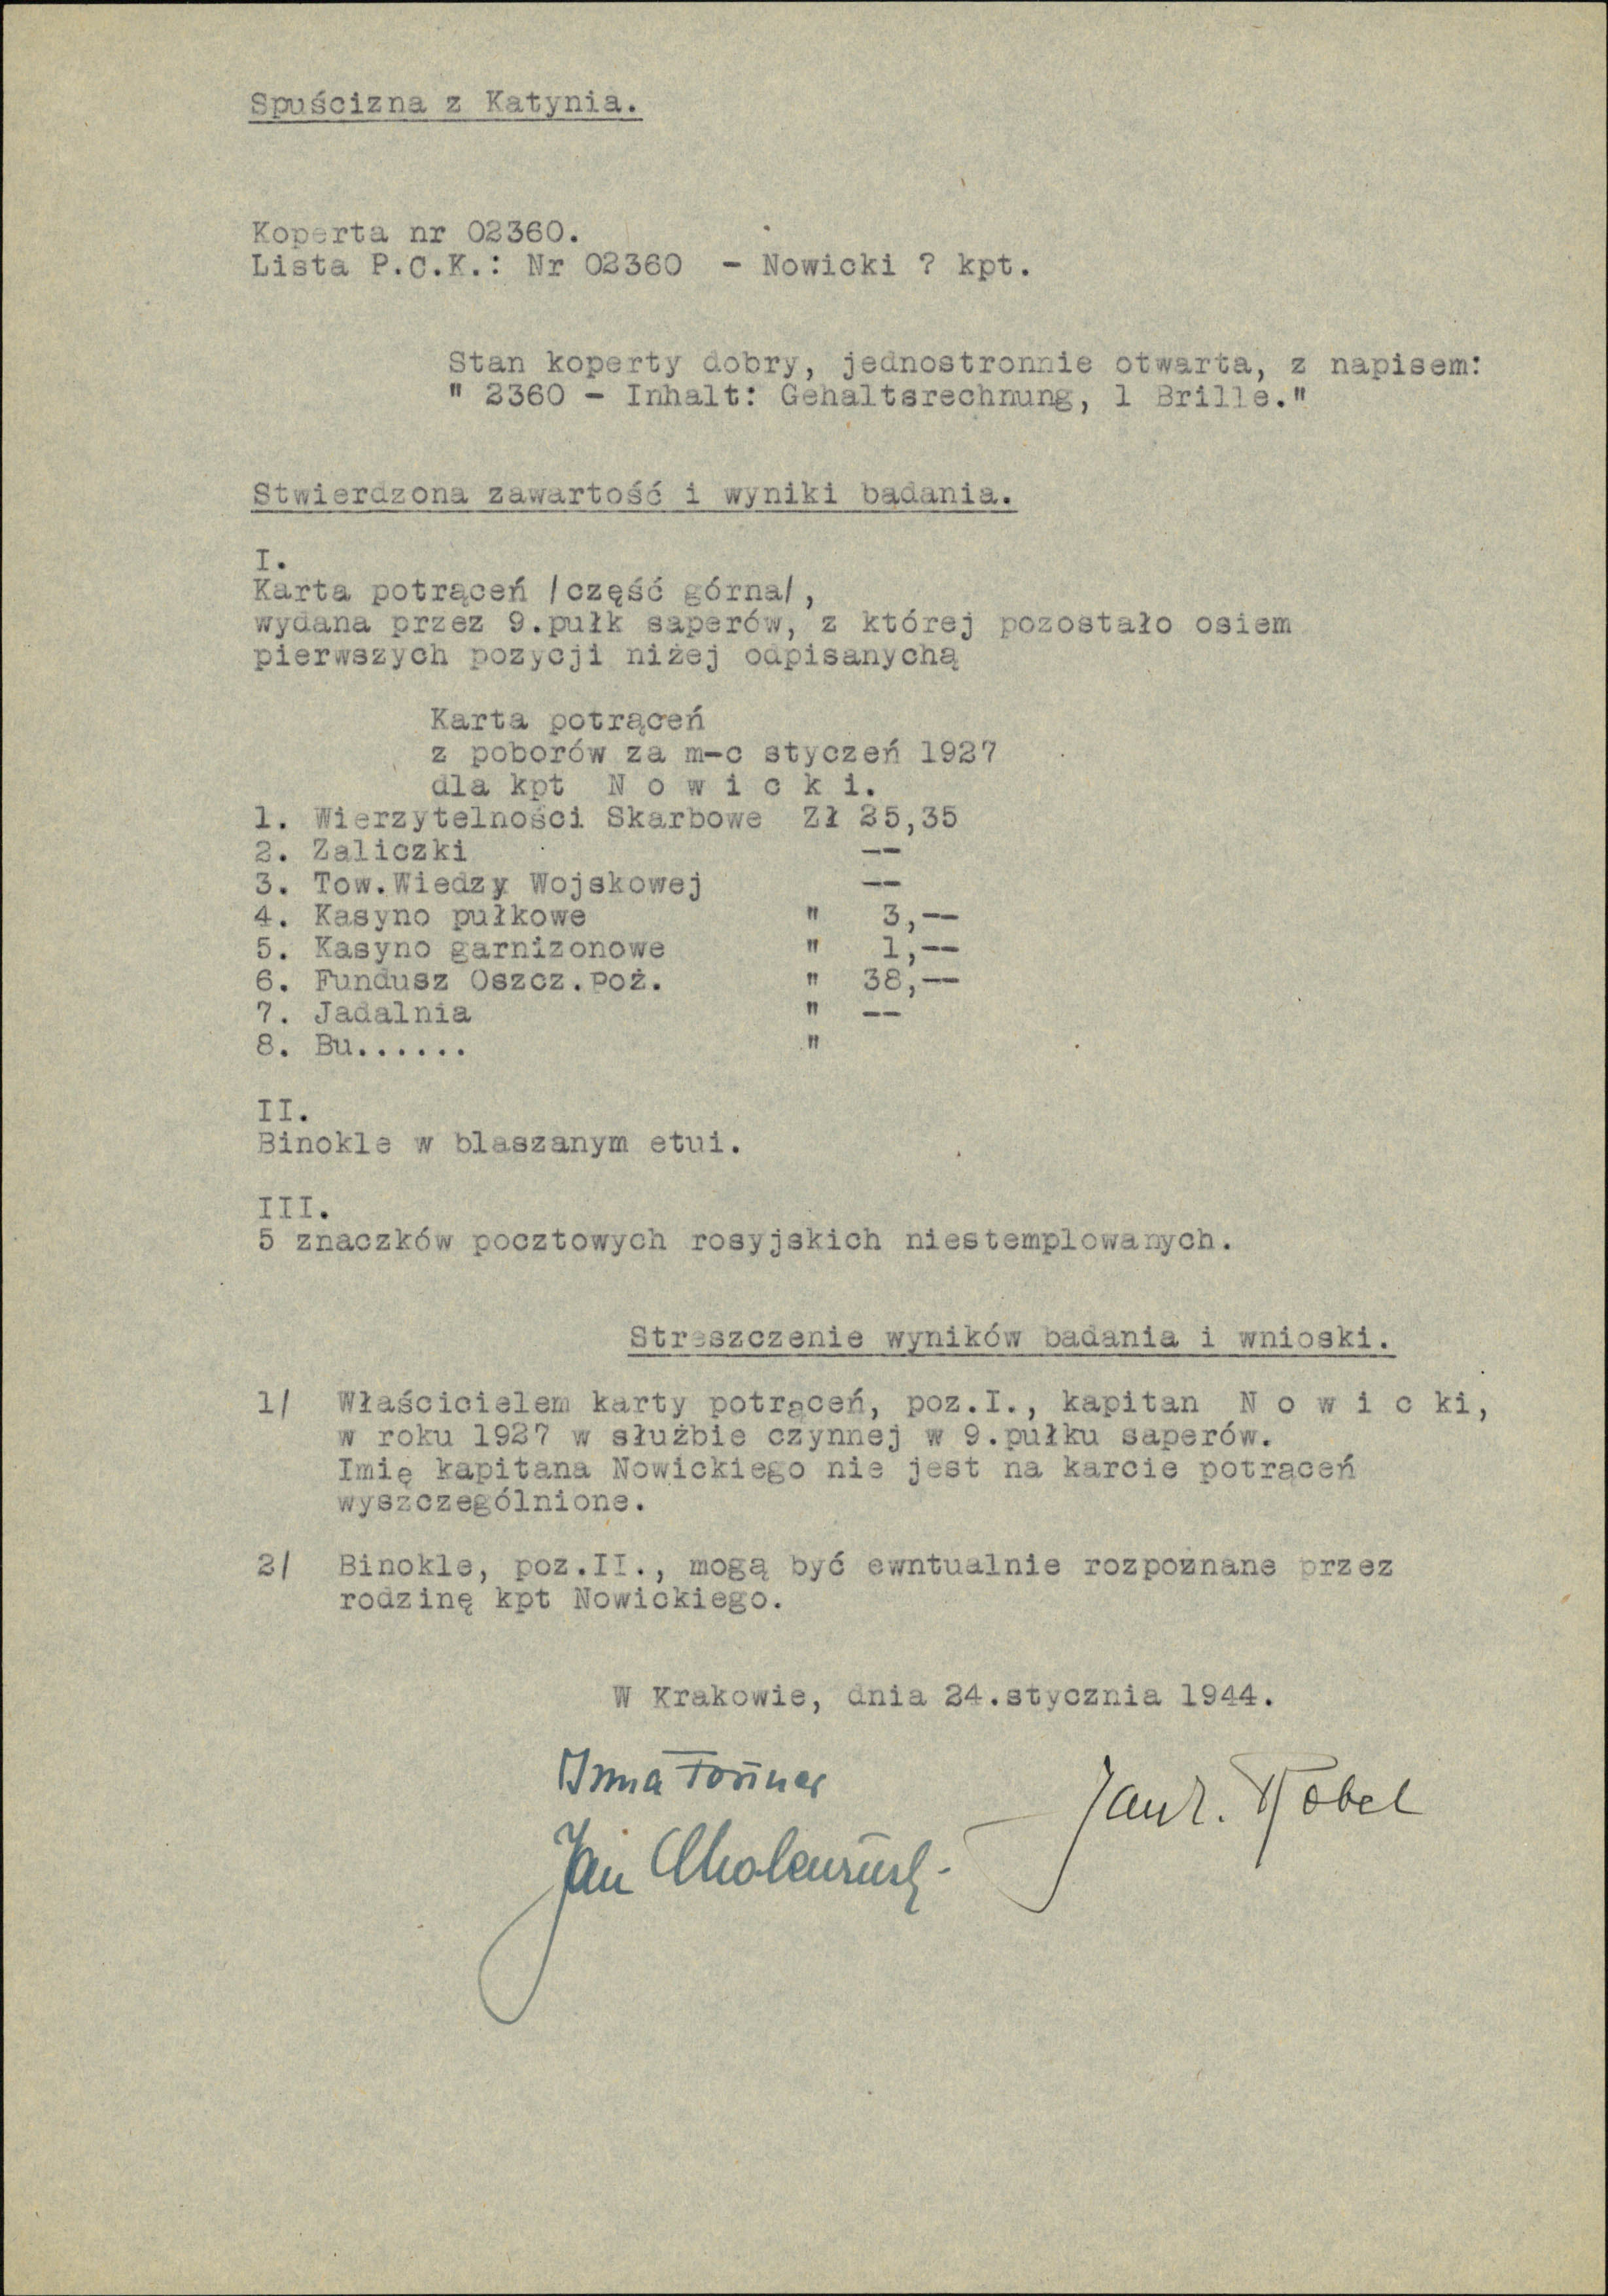 Spuścizna z Katynia.
Koperta nr 02360.
Lista P.C.K.: Nr 02360 - Nowicki ? kpt.
Stan koperty dobry, jednostronnie otwarta, z napisem:
" 2360 - Inhalt: Gehaltsrechnung, 1 Brille."
Stwierdzona zawartość i wyniki badania.
I.
Karta potrąceń /część górna/,
wydana przez 9.pułk saperów, z której pozostało osiem
pierwszych pozycji niżej odpisanychą
Karta potrąceń
z poborów za m-c styczeń 1927
dla kpt N o w i c k i.
1. Wierzytelności Skarbowe Zł 25,35
2. Zaliczki --
3. Tow.Wiedzy Wojskowej --
4. Kasyno pułkowe " 3,--
5. Kasyno garnizonowe " 1,--
6. Fundusz Oszcz.poż. " 38,--
7. Jadalnia " --
8. Bu...... "
II.
Binokle w blaszanym etui.
III.
5 znaczków pocztowych rosyjskich niestemplowanych.
Streszczenie wyników badania i wnioski.
1/ Właścicielem karty potrąceń, poz.I., kapitan N o w i c ki,
w roku 1927 w służbie czynnej w 9.pułku saperów.
Imię kapitana Nowickiego nie jest na karcie potrąceń
wyszczególnione.
2/ Binokle, poz.II., mogą być ewntualnie rozpoznane przez
rodzinę kpt Nowickiego.
W Krakowie, dnia 24.stycznia 1944.
Jan
Jan Z. Robel